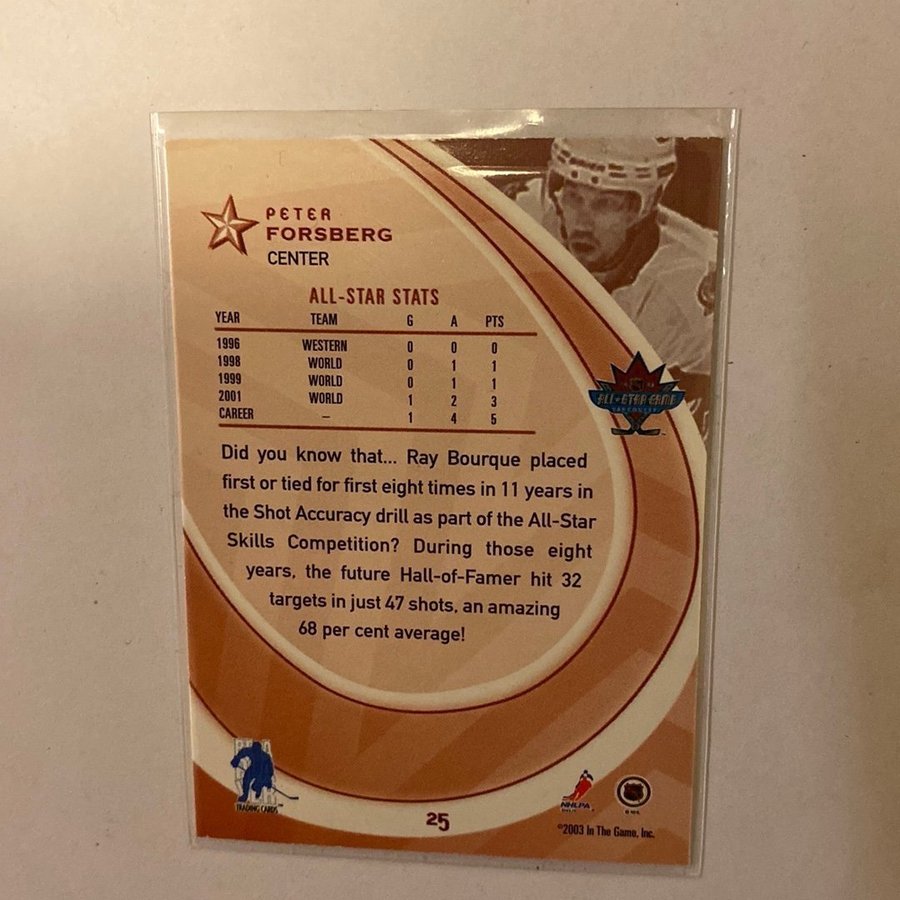 PETER
FORSBERG
CENTER
ALL-STAR STATS
YEAR TEAM G A PTS
1996 WESTERN 0 0 0
1998 WORLD 0 1 1
1999 WORLD 0 1 1
2001 WORLD 1 2 3
CAREER – 1 4 5
ALL-STAR GAME
Did you know that... Ray Bourque placed
first or tied for first eight times in 11 years in
the Shot Accuracy drill as part of the All-Star
Skills Competition? During those eight
years, the future Hall-of-Famer hit 32
targets in just 47 shots, an amazing
68 per cent average!
TRADING CARDS
NHLPA
25
©2003 In The Game, Inc.